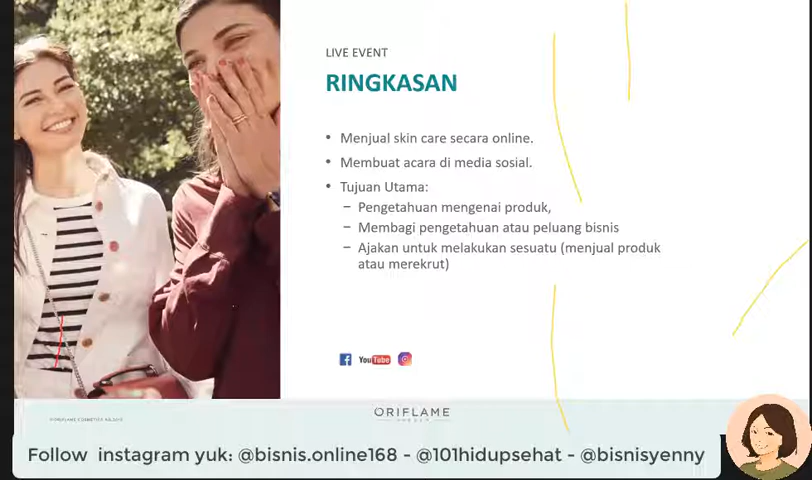 LIVE EVENT
RINGKASAN
• Menjual skin care secara online.
• Membuat acara di media sosial.
• Tujuan Utama:
– Pengetahuan mengenai produk,
– Membagi pengetahuan atau peluang bisnis
– Ajakan untuk melakukan sesuatu (menjual produk
atau merekrut)
YouTube
ORIFLAME
Follow instagram yuk: @bisnis.online168 - @101hidupsehat - @bisnisyenny